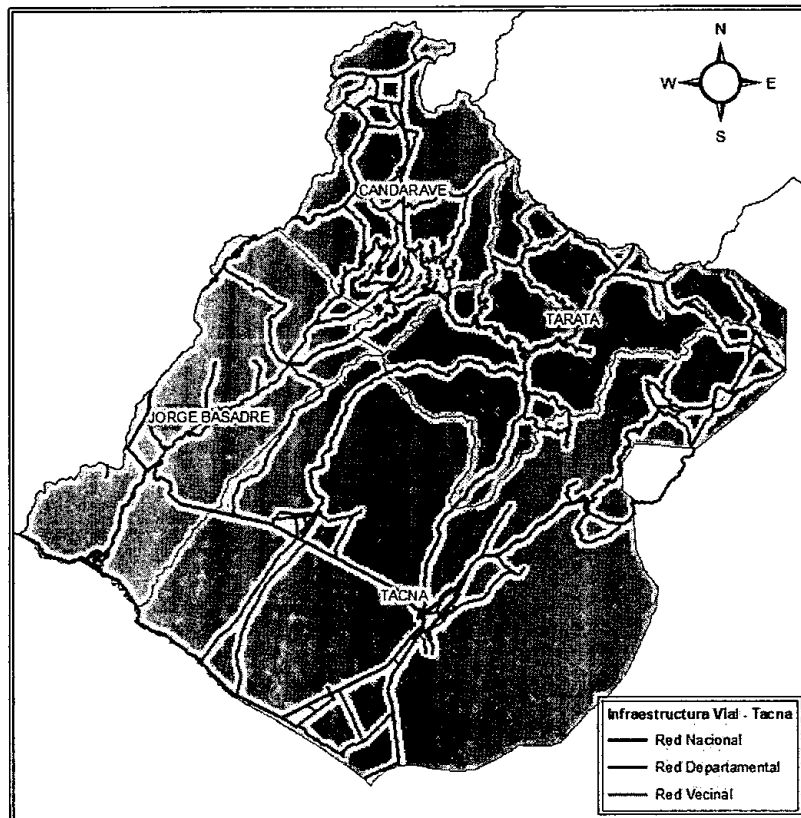 N
W E
S
CANDARAVE
TARATA
JORGE BASADRE
TACNA
Infraestructura Vial - Tacna
Red Nacional
Red Departamental
Red Vecinal